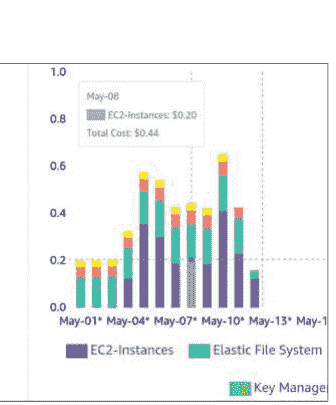 1.0
May-08
EC2-Instances: $0.20
Total Cost: $0.44
0.8
0.6
0.4
0.2
0.0
May-01* May-04* May-07* May-10* May-13* May-1
EC2-Instances Elastic File System
Key Manage